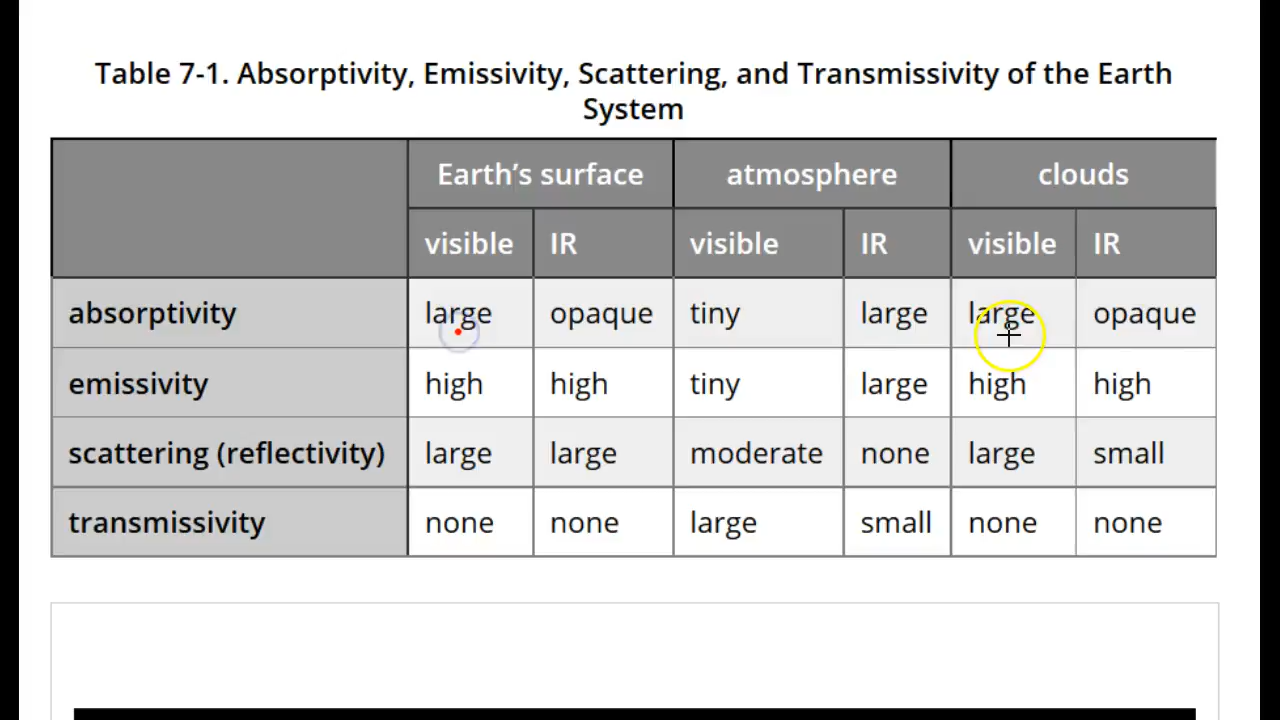 Table 7-1. Absorptivity, Emissivity, Scattering, and Transmissivity of the Earth
System
Earth's surface atmosphere clouds
visible IR visible IR visible IR
absorptivity large opaque tiny large large opaque
emissivity high high tiny large high high
scattering (reflectivity) large large moderate none large small
transmissivity none none large small none none